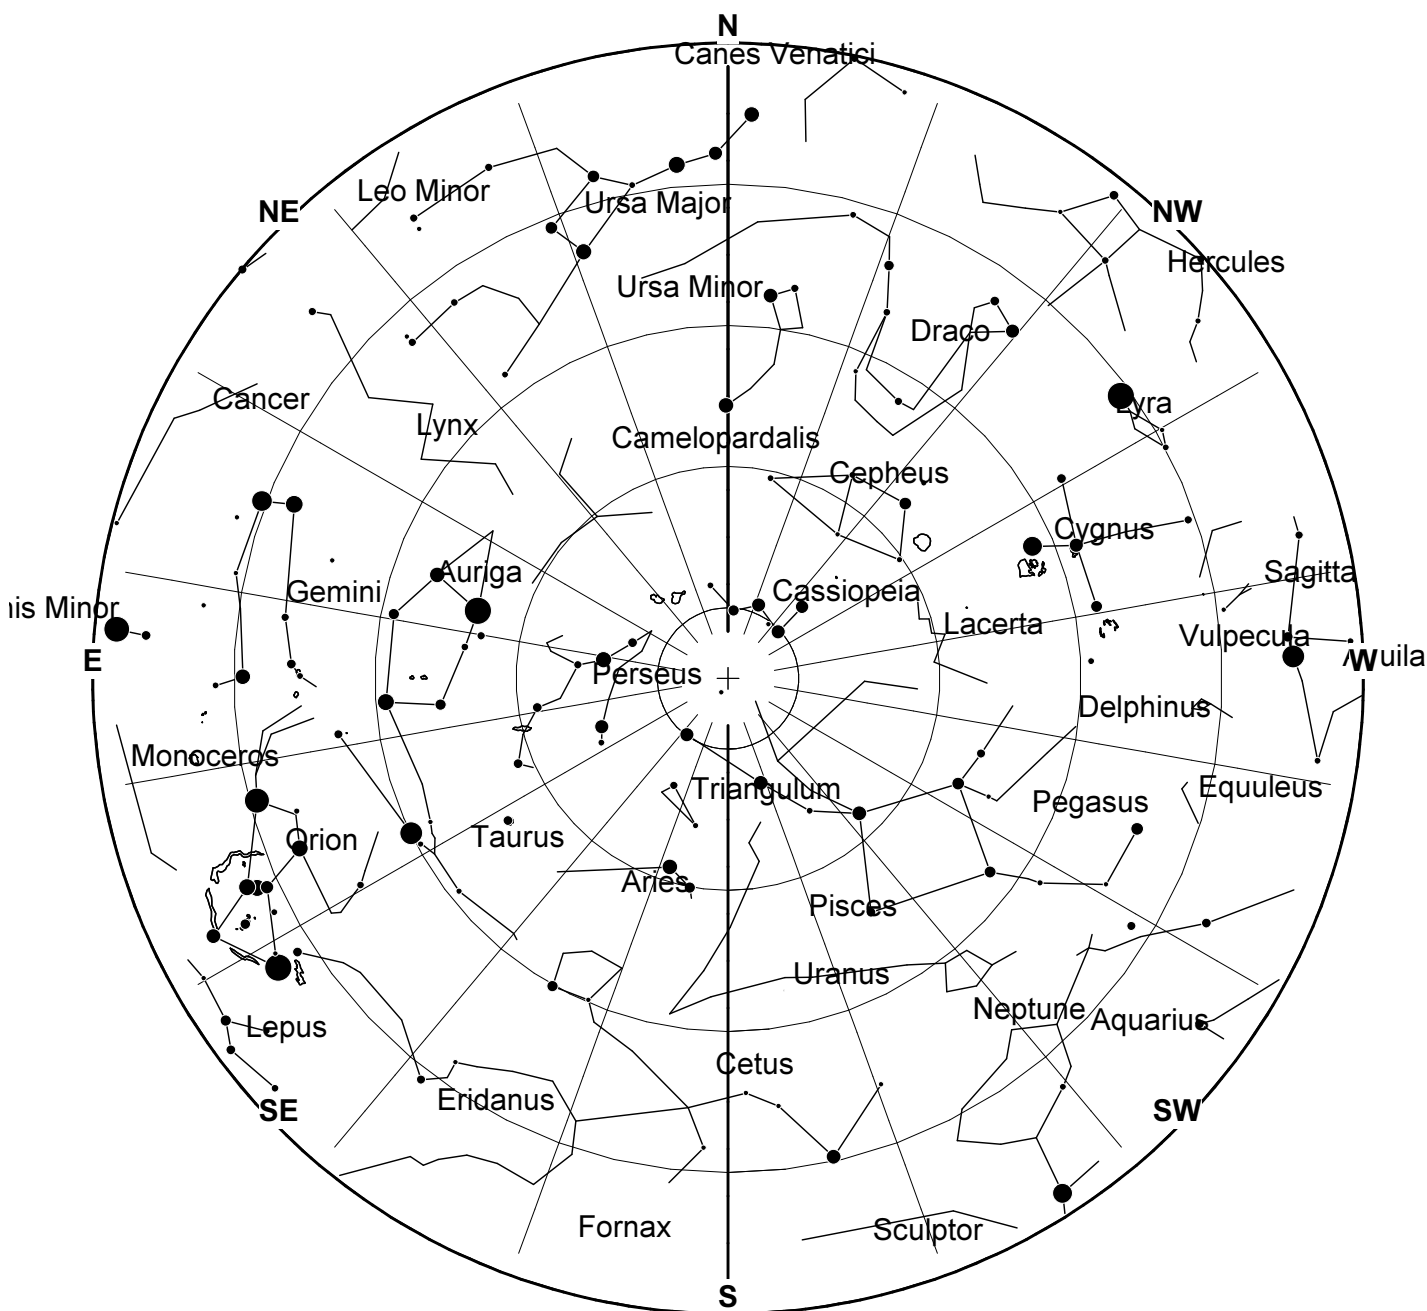 N
Canes Venatici
Leo Minor
Ursa Major
NE
NW
Hercules
Ursa Minor
Draco
Cancer
Lyra
Lynx
Camelopardalis
Cepheus
Cygnus
Auriga
Sagitta
Gemini
Cassiopeia
nis Minor
Lacerta
Vulpecula
E
W
Perseus
Delphinus
Monoceros
Triangulum
Equuleus
Pegasus
Orion
Taurus
Aries
Pisces
Uranus
Neptune
Aquarius
Lepus
Cetus
Eridanus
SE
SW
Fornax
Sculptor
S